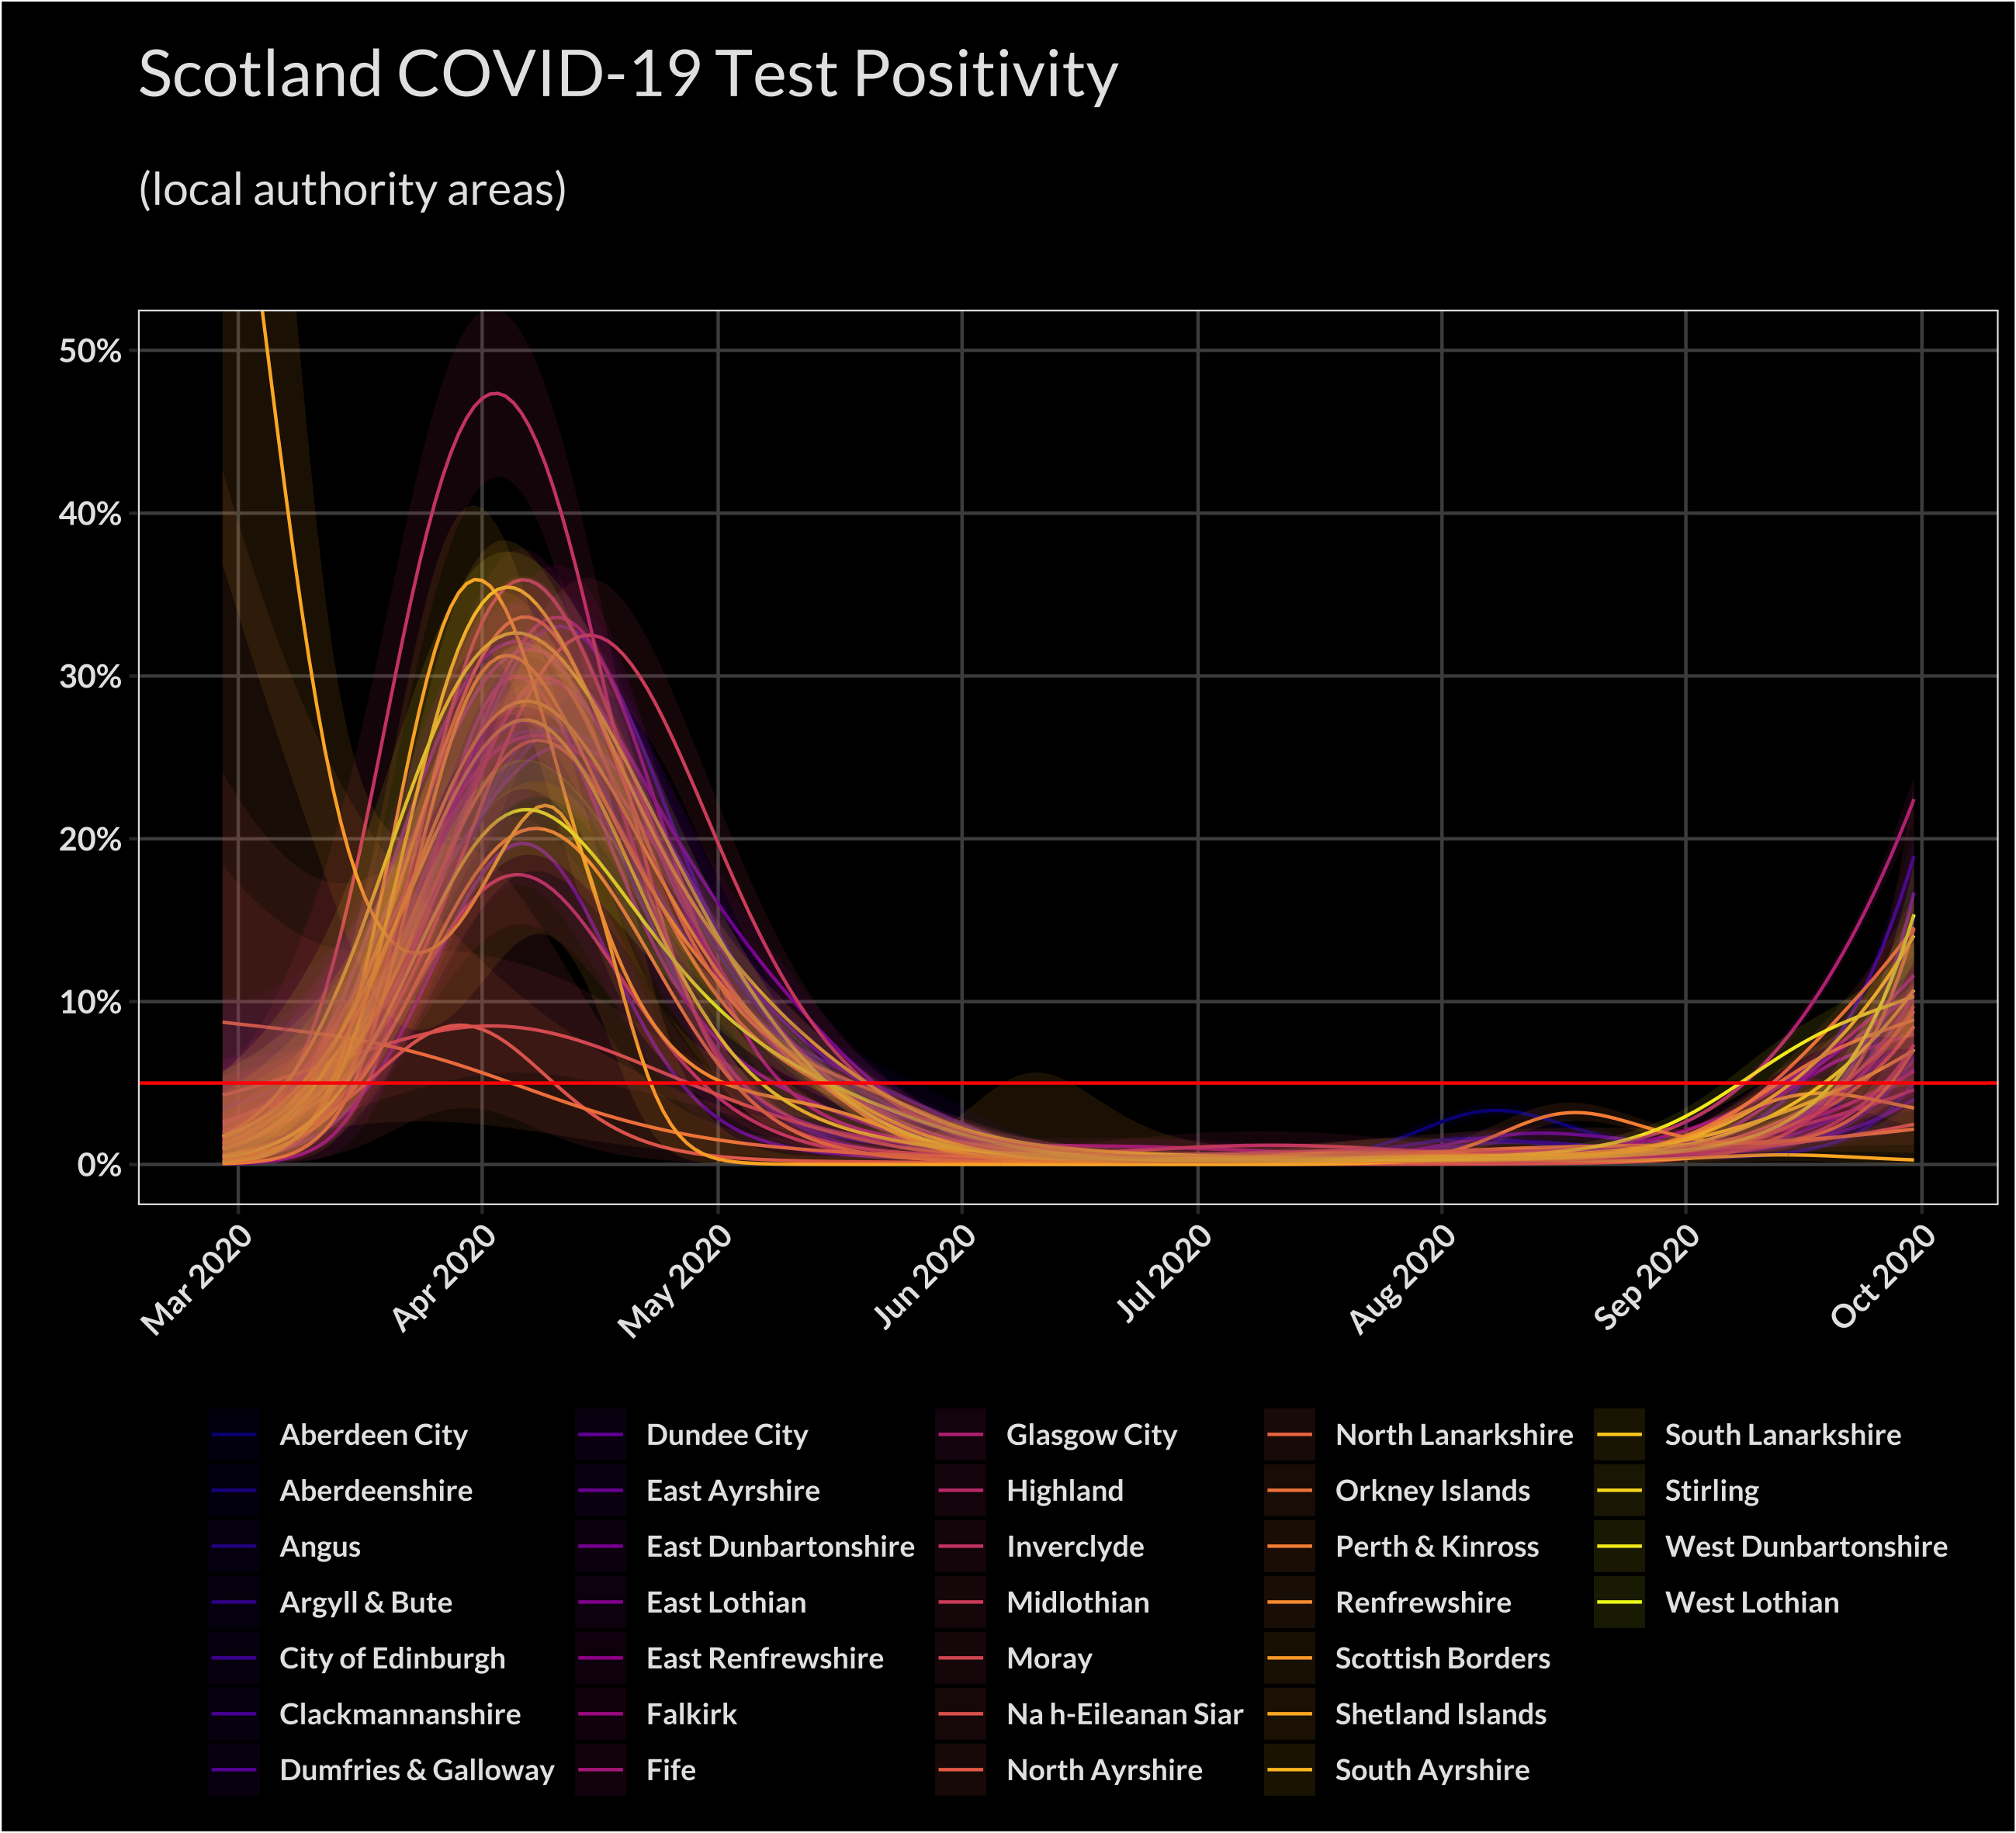 Scotland COVID-19 Test Positivity
(local authority areas)
50%
40%
30%
20%
10%
0%
Mar 2020
Apr 2020
May 2020
Jun 2020
Jul 2020
Aug 2020
Sep 2020
Oct 2020
Aberdeen City
Aberdeenshire
Angus
Argyll & Bute
City of Edinburgh
Clackmannanshire
Dumfries & Galloway
Dundee City
East Ayrshire
East Dunbartonshire
East Lothian
East Renfrewshire
Falkirk
Fife
Glasgow City
Highland
Inverclyde
Midlothian
Moray
Na h-Eileanan Siar
North Ayrshire
North Lanarkshire
Orkney Islands
Perth & Kinross
Renfrewshire
Scottish Borders
Shetland Islands
South Ayrshire
South Lanarkshire
Stirling
West Dunbartonshire
West Lothian